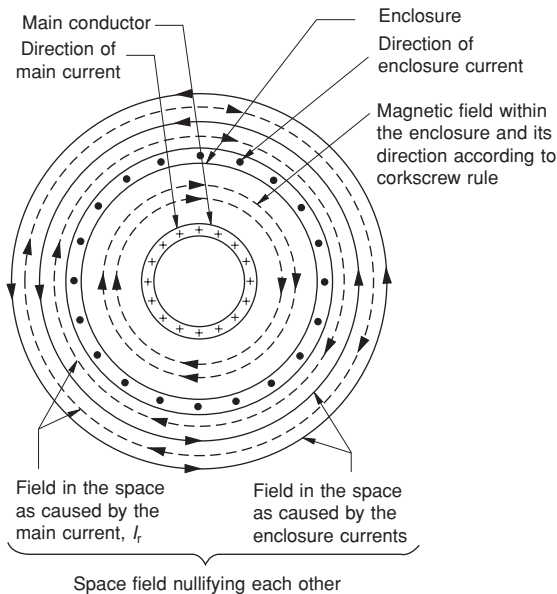 Main conductor
Direction of
main current
Enclosure
Direction of
enclosure current
Magnetic field within
the enclosure and its
direction according to
corkscrew rule
Field in the space
as caused by the
main current, Ir
Field in the space
as caused by the
enclosure currents
Space field nullifying each other